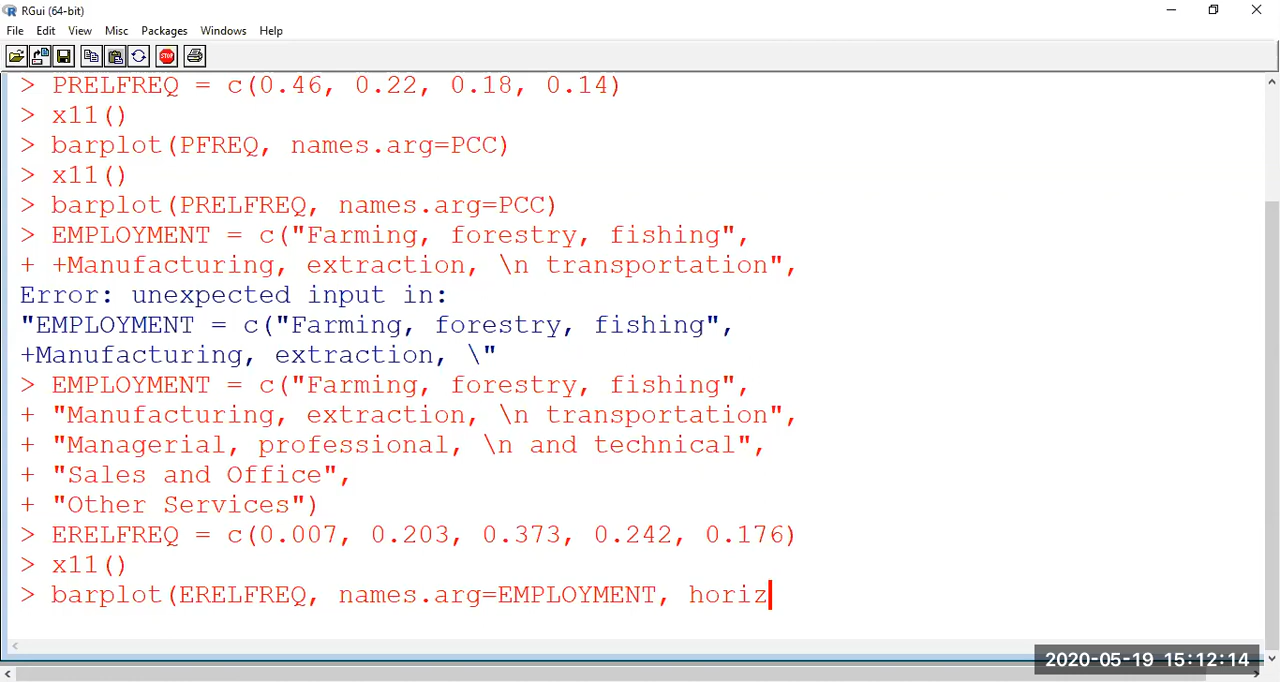 RGui (64-bit)
File Edit View Misc Packages Windows Help
STOP
> PRELFREQ = c(0.46, 0.22, 0.18, 0.14)
> x11()
> barplot(PFREQ, names.arg=PCC)
> x11()
> barplot(PRELFREQ, names.arg=PCC)
> EMPLOYMENT = c("Farming, forestry, fishing",
+ +Manufacturing, extraction, \n transportation",
Error: unexpected input in:
"EMPLOYMENT = c("Farming, forestry, fishing",
+Manufacturing, extraction, \"
> EMPLOYMENT = c("Farming, forestry, fishing",
+ "Manufacturing, extraction, \n transportation",
+ "Managerial, professional, \n and technical",
+ "Sales and Office",
+ "Other Services")
> ERELFREQ = c(0.007, 0.203, 0.373, 0.242, 0.176)
> x11()
> barplot(ERELFREQ, names.arg=EMPLOYMENT, horiz
2020-05-19 15:12:14